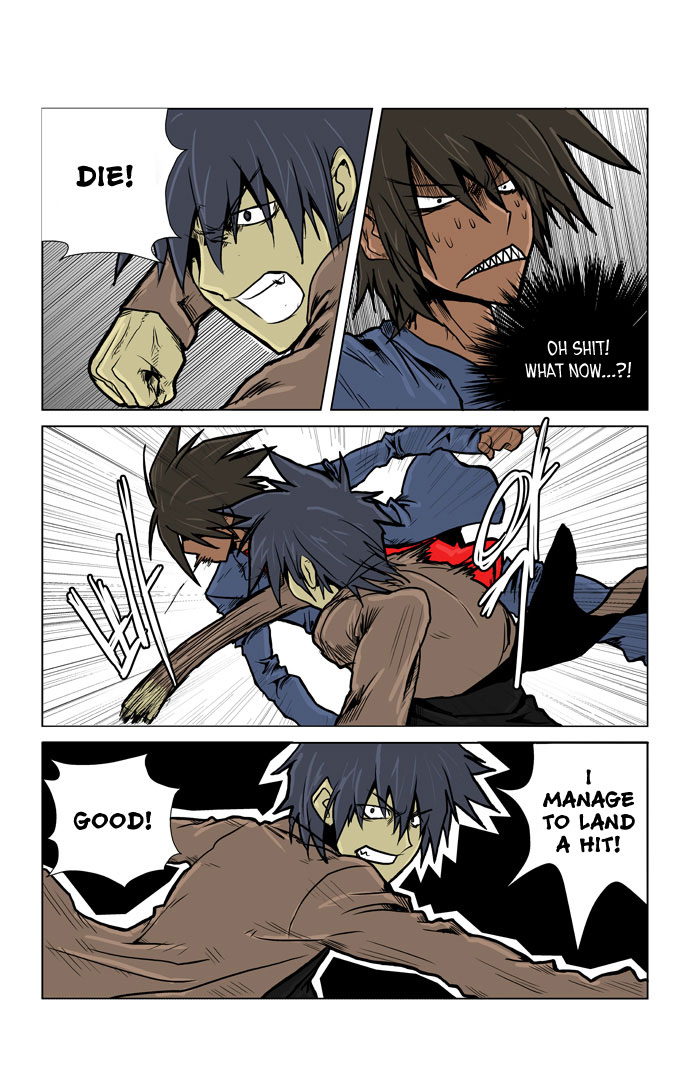 DIE!
OH SHIT!
WHAT NOW...?!
GOOD!
I
MANAGE
TO LAND
A HIT!